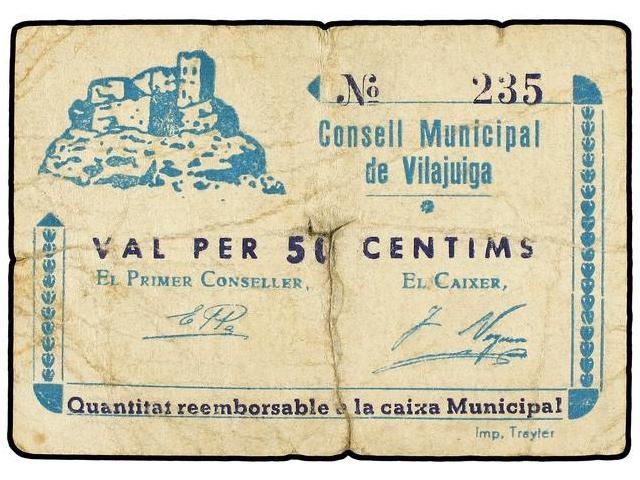 Nº 235
Consell Municipal
de Vilajuiga
VAL PER 50 CENTIMS
EL PRIMER CONSELLER, EL CAIXER,
Quantitat reemborsable a la caixa Municipal
Imp. Trayter